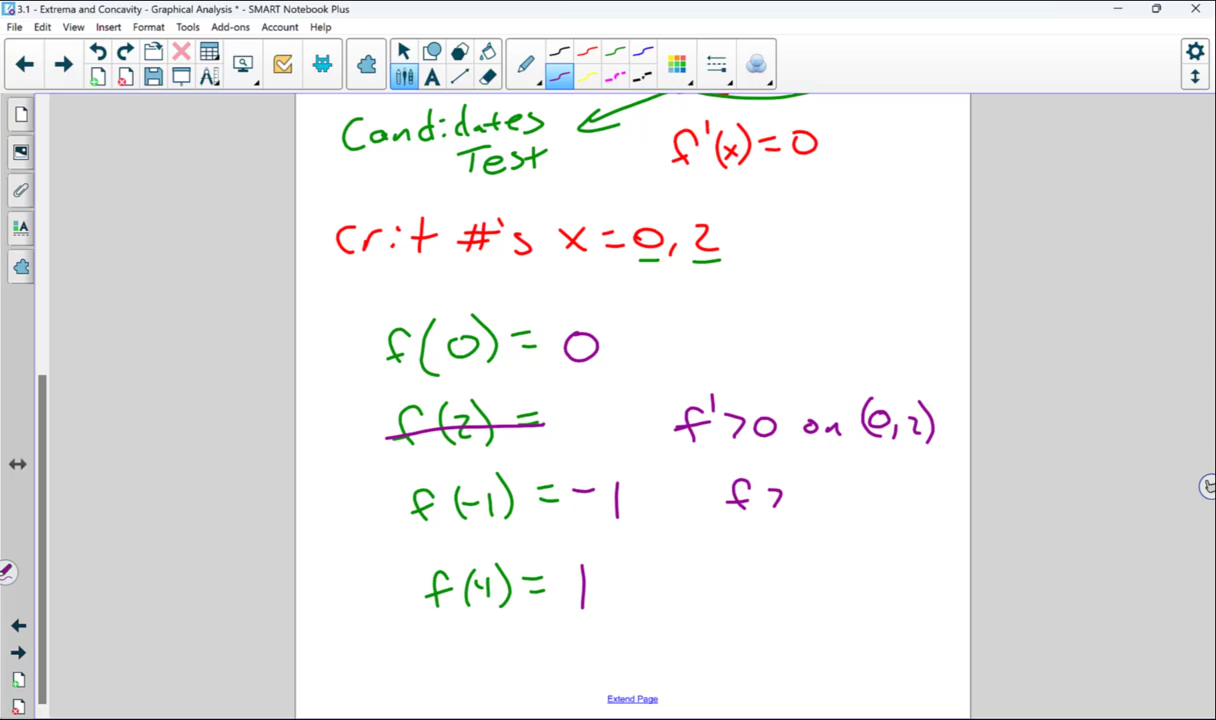 3.1 - Extrema and Concavity - Graphical Analysis * - SMART Notebook Plus
File Edit View Insert Format Tools Add-ons Account Help
Candidates
Test
f'(x)=0
Crit #'s x=0,2
f(0)=0
f(2)=
f'>0 on (0,2)
f(-1)=-1
f>
f(4)=1
Extend Page